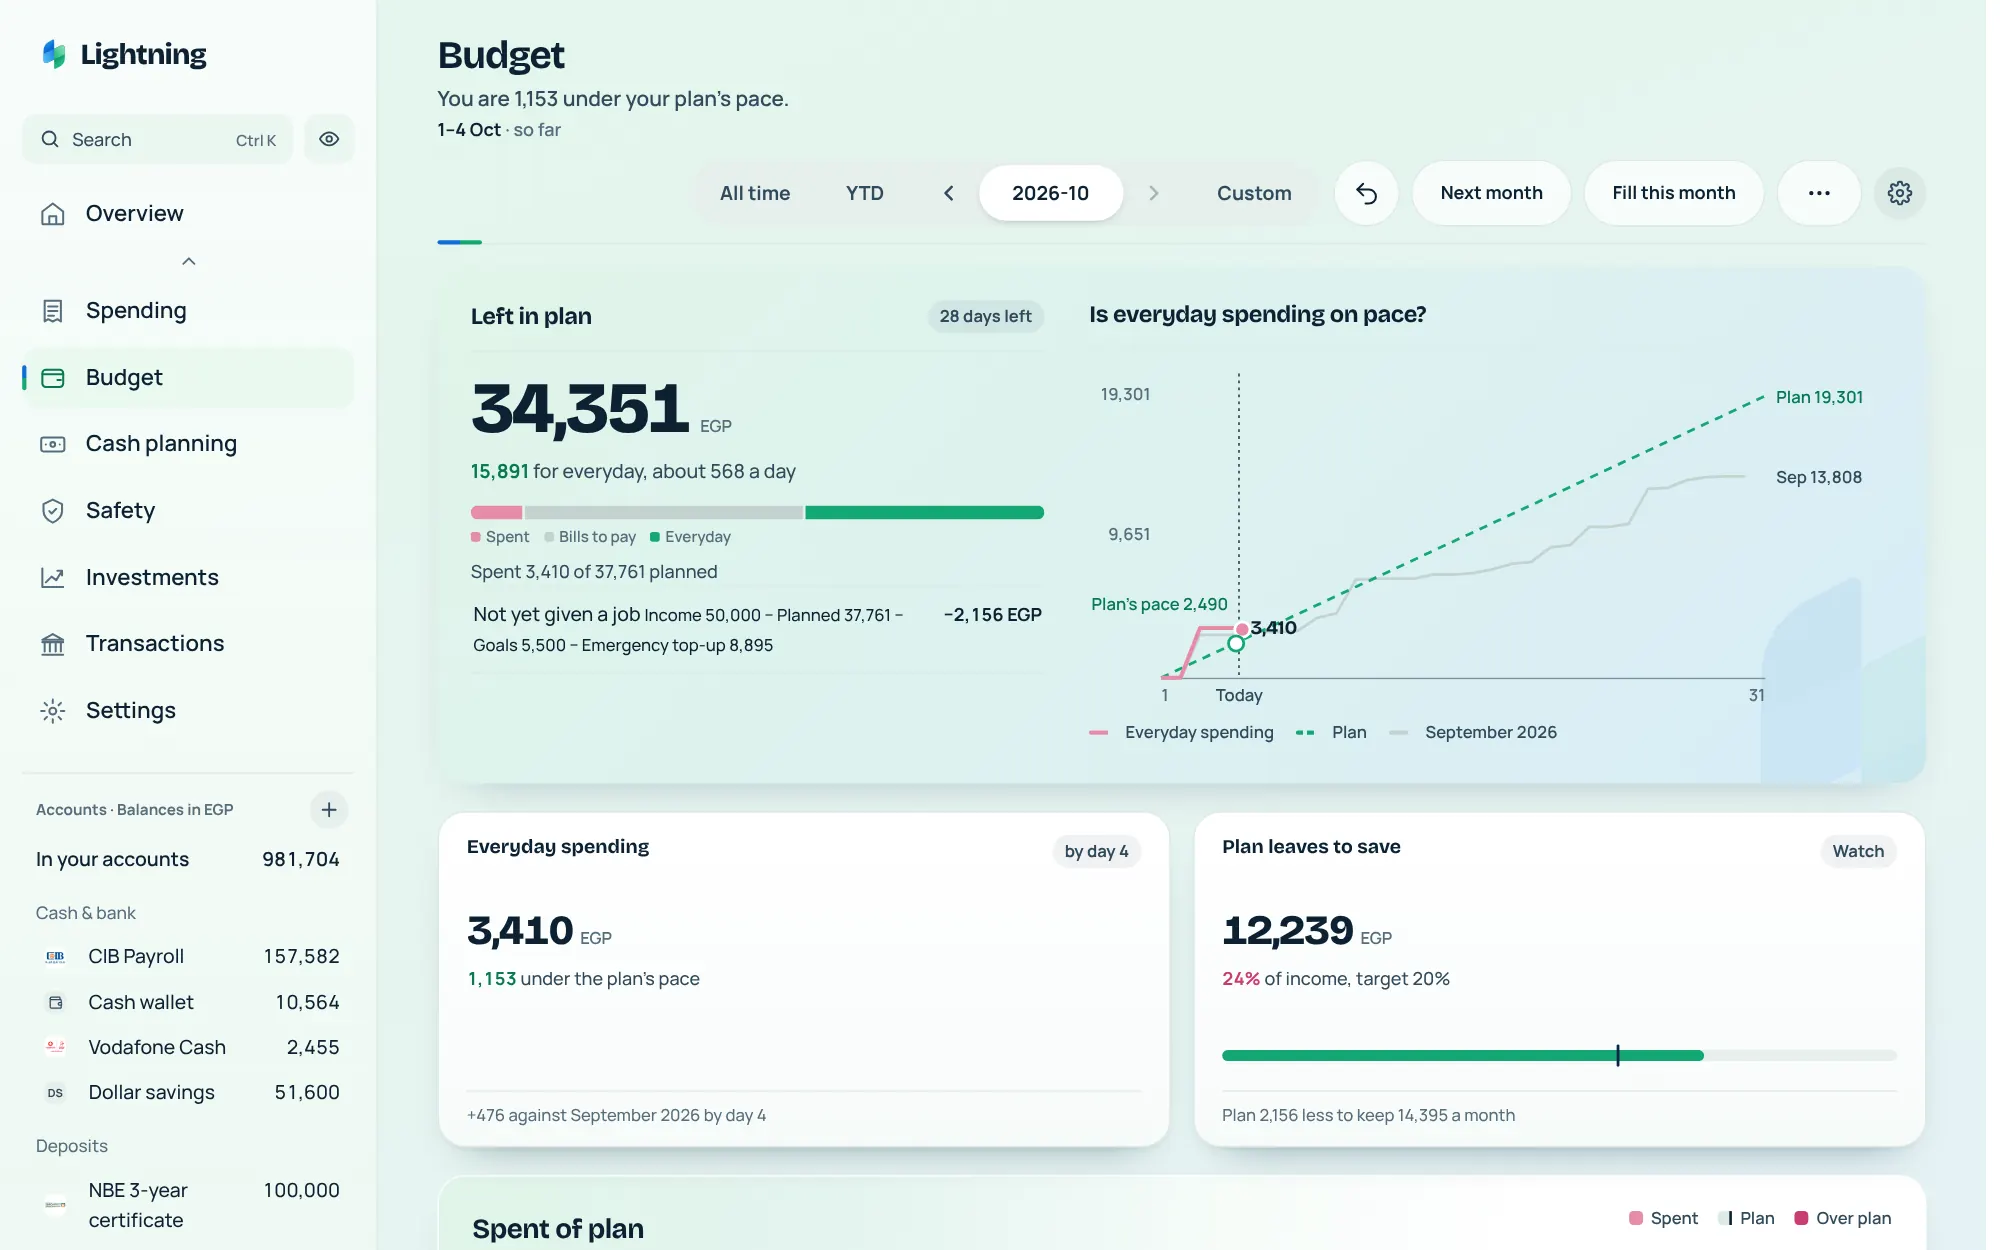 Lightning
Search
Ctrl K
Overview
Spending
Budget
Cash planning
Safety
Investments
Transactions
Settings
Accounts · Balances in EGP
In your accounts 981,704
Cash & bank
CIB Payroll 157,582
Cash wallet 10,564
Vodafone Cash 2,455
DS Dollar savings 51,600
Deposits
NBE 3-year 100,000
certificate
Budget
You are 1,153 under your plan's pace.
1–4 Oct · so far
All time YTD 2026-10 Custom Next month Fill this month
Left in plan
28 days left
34,351 EGP
15,891 for everyday, about 568 a day
Spent Bills to pay Everyday
Spent 3,410 of 37,761 planned
Not yet given a job Income 50,000 − Planned 37,761 − −2,156 EGP
Goals 5,500 − Emergency top-up 8,895
Is everyday spending on pace?
19,301
Plan 19,301
Sep 13,808
9,651
Plan's pace 2,490
3,410
1 Today 31
Everyday spending Plan September 2026
Everyday spending
by day 4
3,410 EGP
1,153 under the plan's pace
+476 against September 2026 by day 4
Plan leaves to save
Watch
12,239 EGP
24% of income, target 20%
Plan 2,156 less to keep 14,395 a month
Spent of plan
Spent Plan Over plan